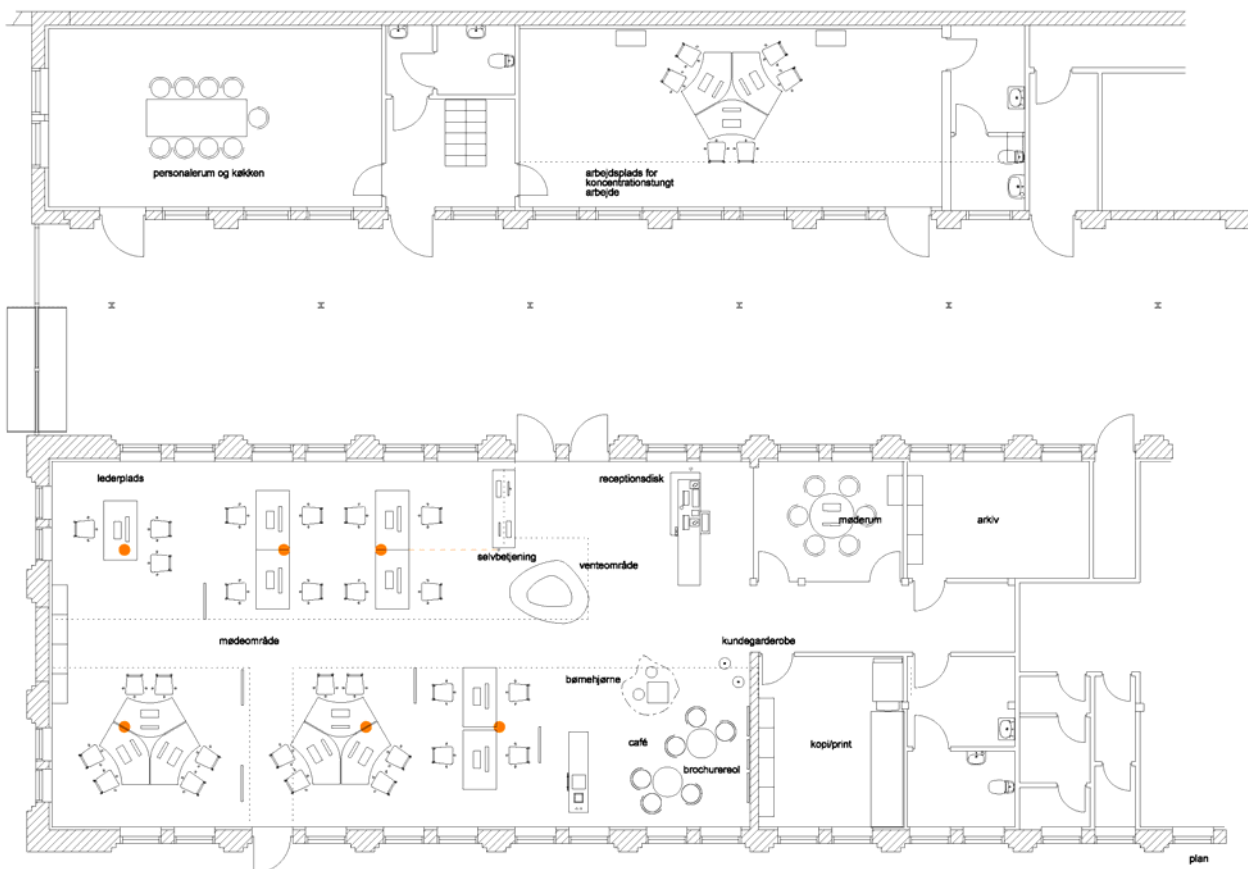 personalerum og køkken
arbejdsplads for
koncentrationstungt
arbejde
lederplads
receptionsdisk
møderum
arkiv
selvbetjening
venteområde
mødeområde
kundegarderobe
børnehjørne
café
kopi/print
brochurereol
plan